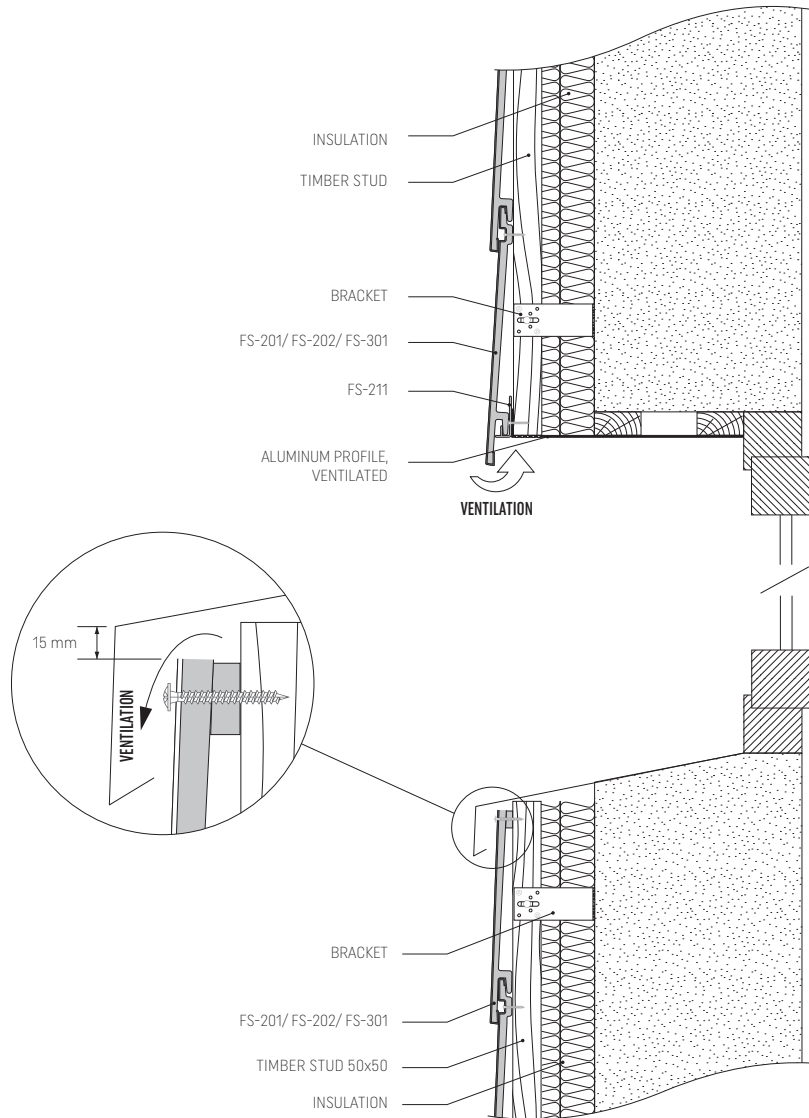 INSULATION
TIMBER STUD
BRACKET
FS-201/ FS-202/ FS-301
FS-211
ALUMINUM PROFILE,
VENTILATED
VENTILATION
15 mm
VENTILATION
BRACKET
FS-201/ FS-202/ FS-301
TIMBER STUD 50x50
INSULATION